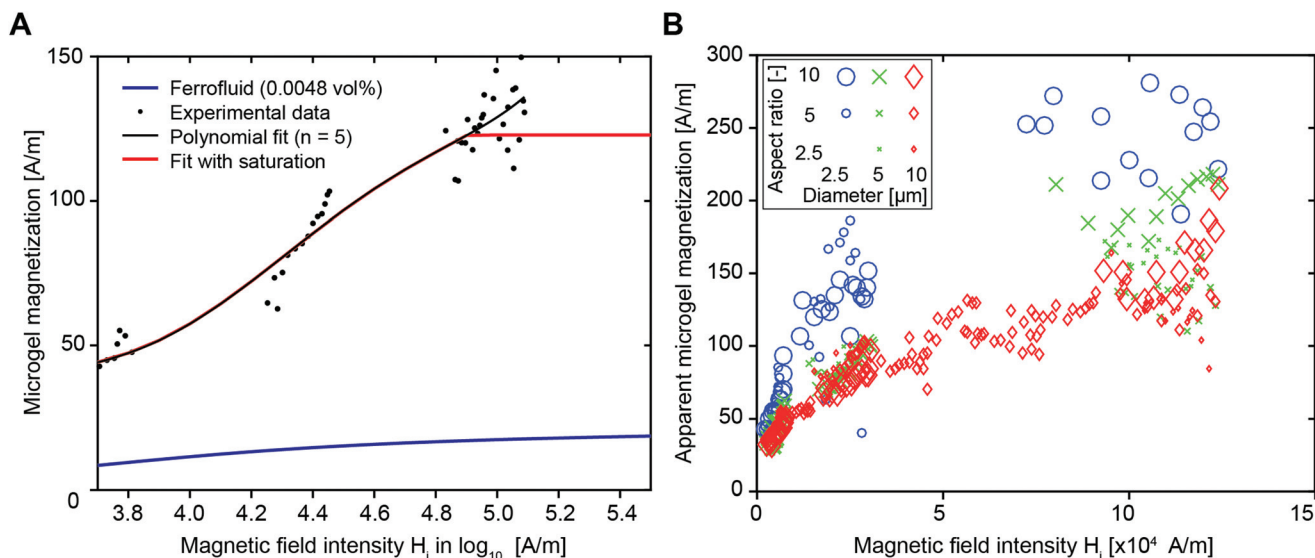 A
Microgel magnetization [A/m]
150
100
50
0
Ferrofluid (0.0048 vol%)
Experimental data
Polynomial fit (n = 5)
Fit with saturation
3.8 4.0 4.2 4.4 4.6 4.8 5.0 5.2 5.4
Magnetic field intensity H_i in log_10 [A/m]
B
Apparent microgel magnetization [A/m]
300
250
200
150
100
50
0
Aspect ratio [-]
10
5
2.5
2.5 5 10
Diameter [µm]
0 5 10 15
Magnetic field intensity H_i [x10⁴ A/m]